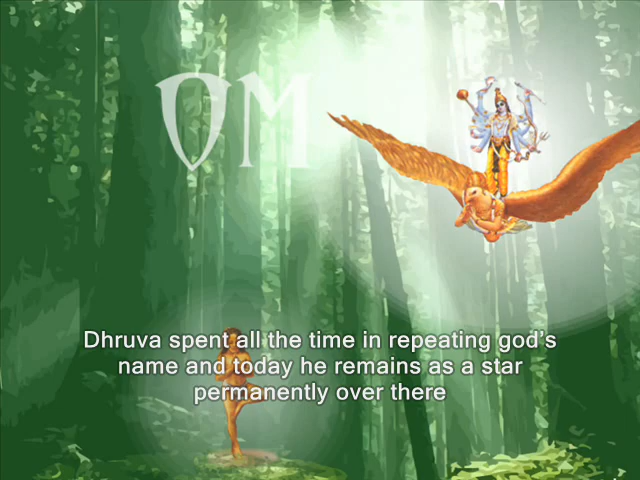 OM
Dhruva spent all the time in repeating god's
name and today he remains as a star
permanently over there